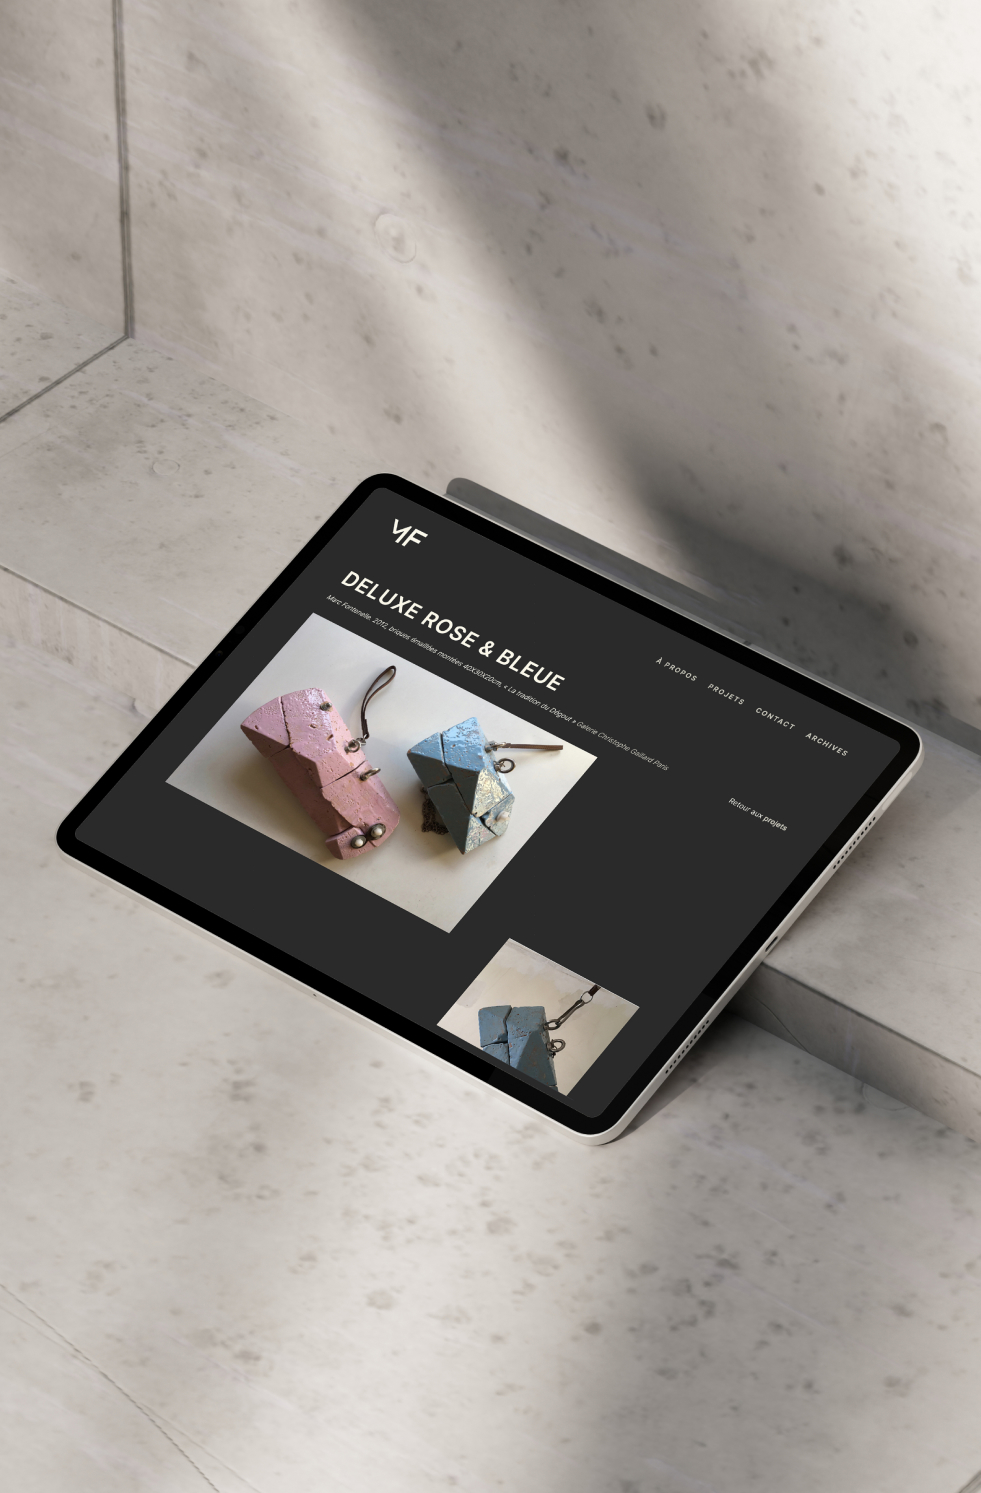 MF
À PROPOS PROJETS CONTACT ARCHIVES
DELUXE ROSE & BLEUE
Marc Fontenelle, 2012, briques émaillées montées 40X30X20cm, « La tradition du Dégout » Galerie Christophe Gaillard Paris
Retour aux projets